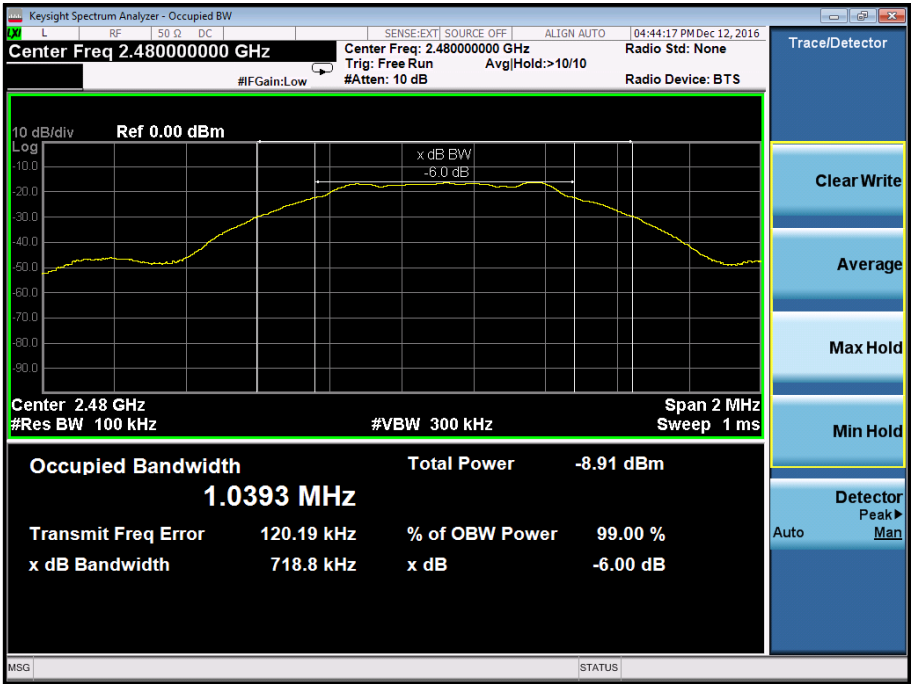 Keysight Spectrum Analyzer - Occupied BW
LXI L RF 50 Ω DC SENSE:EXT SOURCE OFF ALIGN AUTO 04:44:17 PM Dec 12, 2016
Center Freq 2.480000000 GHz Center Freq: 2.480000000 GHz Radio Std: None Trace/Detector
Trig: Free Run Avg|Hold:>10/10
#IFGain:Low #Atten: 10 dB Radio Device: BTS
10 dB/div Ref 0.00 dBm
Log
x dB BW
-10.0
-6.0 dB
-20.0
-30.0
-40.0
-50.0
-60.0
-70.0
-80.0
-90.0
Center 2.48 GHz Span 2 MHz
#Res BW 100 kHz #VBW 300 kHz Sweep 1 ms
Occupied Bandwidth Total Power -8.91 dBm
1.0393 MHz
Transmit Freq Error 120.19 kHz % of OBW Power 99.00 %
x dB Bandwidth 718.8 kHz x dB -6.00 dB
Clear Write
Average
Max Hold
Min Hold
Detector
Peak▶
Auto Man
MSG STATUS